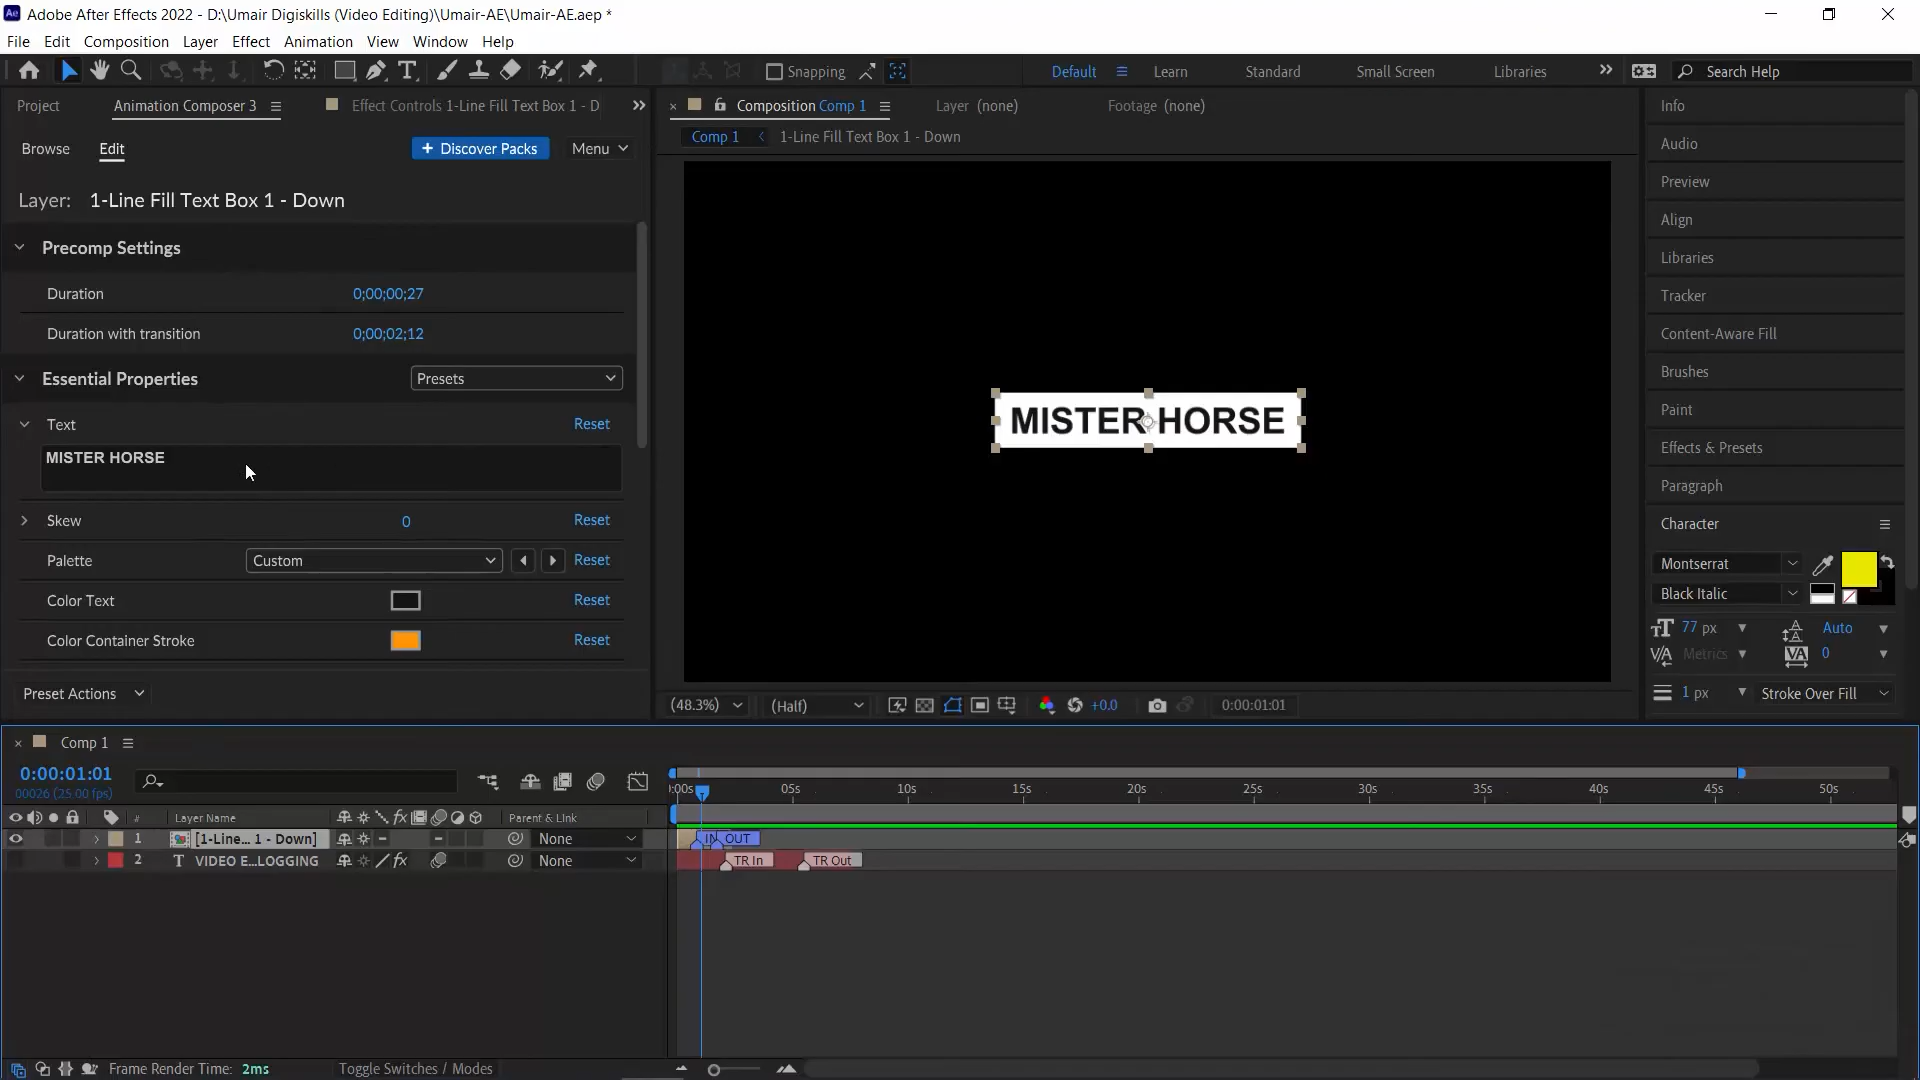 Adobe After Effects 2022 - D:\Umair Digiskills (Video Editing)\Umair-AE\Umair-AE.aep *
File Edit Composition Layer Effect Animation View Window Help
Snapping Default Learn Standard Small Screen Libraries Search Help
Project Animation Composer 3 Effect Controls 1-Line Fill Text Box 1 - D
Composition Comp 1 Layer (none) Footage (none)
Browse Edit + Discover Packs Menu
Comp 1 1-Line Fill Text Box 1 - Down
Layer: 1-Line Fill Text Box 1 - Down
Precomp Settings
Duration 0;00;00;27
Duration with transition 0;00;02;12
Essential Properties Presets
Text Reset
MISTER HORSE
Skew 0 Reset
Palette Custom Reset
Color Text Reset
Color Container Stroke Reset
Preset Actions
MISTER HORSE
(48.3%) (Half) +0.0 0:00:01:01
Info
Audio
Preview
Align
Libraries
Tracker
Content-Aware Fill
Brushes
Paint
Effects & Presets
Paragraph
Character
Montserrat
Black Italic
77 px Auto
Metrics 0
1 px Stroke Over Fill
Comp 1
0:00:01:01
00026 (25.00 fps)
:00s 05s 10s 15s 20s 25s 30s 35s 40s 45s 50s
# Layer Name Parent & Link
1 [1-Line... 1 - Down] None IN OUT
2 T VIDEO E...LOGGING None TR In TR Out
Frame Render Time: 2ms Toggle Switches / Modes